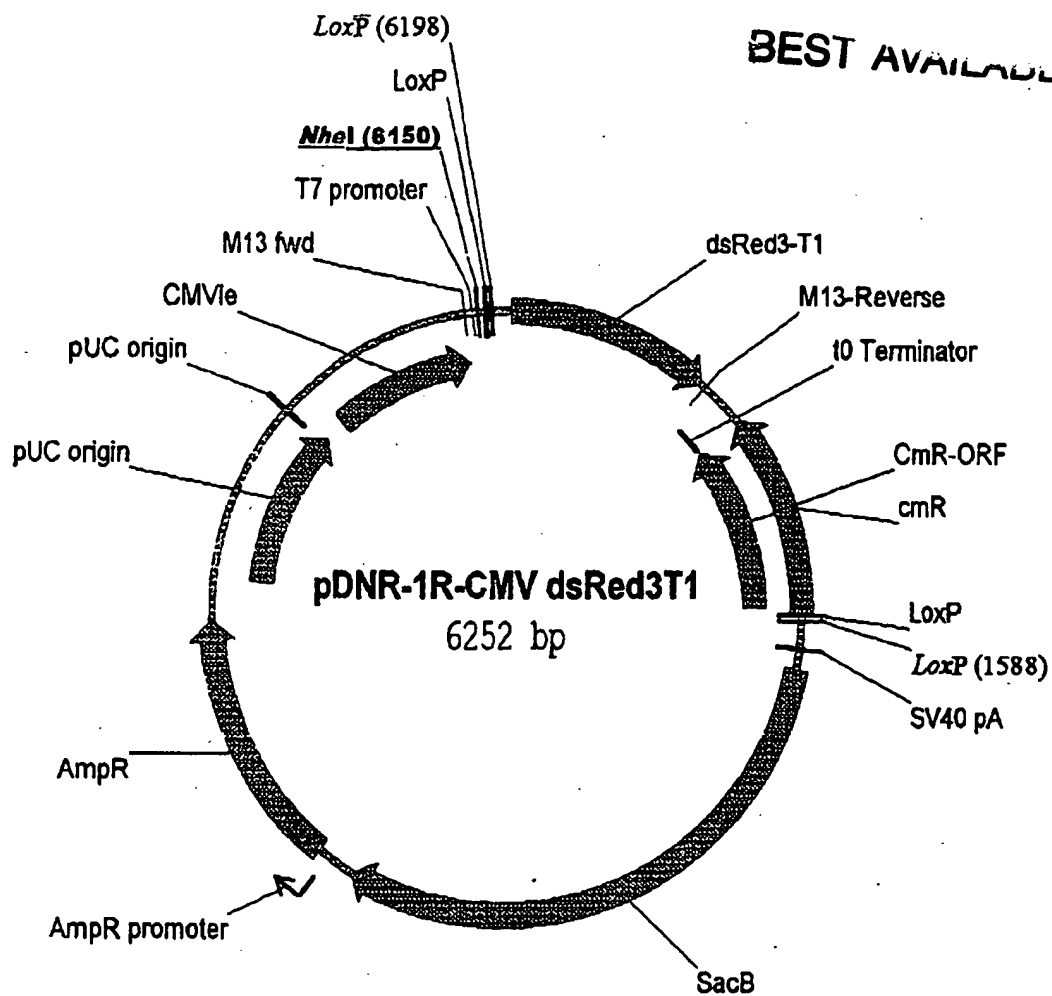 BEST
LoxP (6198)
LoxP
NheI (6150)
T7 promoter
M13 fwd
CMVIe
pUC origin
pUC origin
dsRed3-T1
M13-Reverse
t0 Terminator
CmR-ORF
cmR
pDNR-1R-CMV dsRed3T1
6252 bp
LoxP
LoxP (1588)
SV40 pA
AmpR
AmpR promoter
SacB